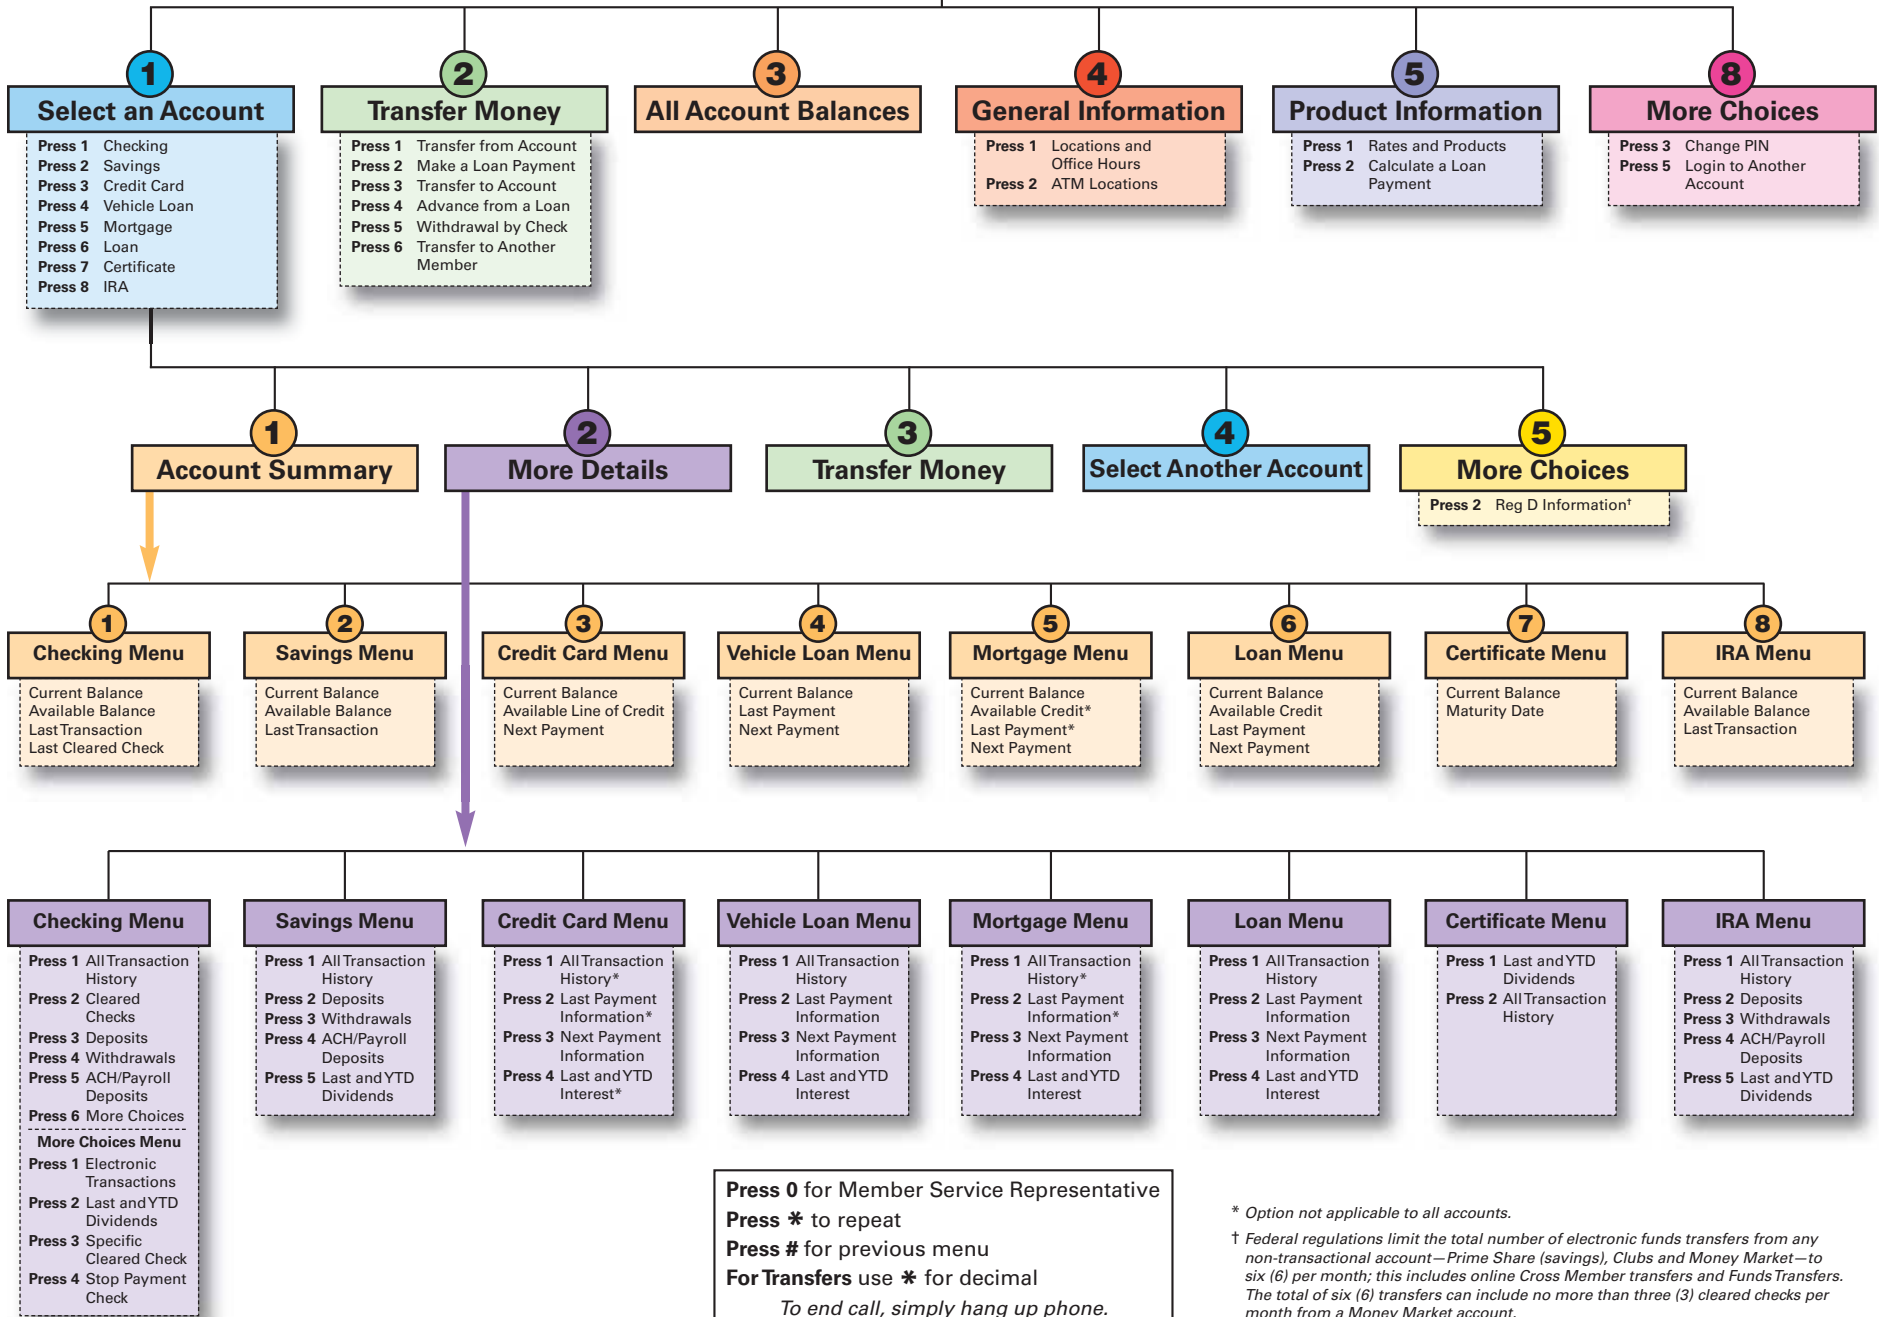 1
Select an Account
Press 1 Checking
Press 2 Savings
Press 3 Credit Card
Press 4 Vehicle Loan
Press 5 Mortgage
Press 6 Loan
Press 7 Certificate
Press 8 IRA
2
Transfer Money
Press 1 Transfer from Account
Press 2 Make a Loan Payment
Press 3 Transfer to Account
Press 4 Advance from a Loan
Press 5 Withdrawal by Check
Press 6 Transfer to Another
Member
3
All Account Balances
4
General Information
Press 1 Locations and
Office Hours
Press 2 ATM Locations
5
Product Information
Press 1 Rates and Products
Press 2 Calculate a Loan
Payment
8
More Choices
Press 3 Change PIN
Press 5 Login to Another
Account
1
Account Summary
2
More Details
3
Transfer Money
4
Select Another Account
5
More Choices
Press 2 Reg D Information†
1
Checking Menu
Current Balance
Available Balance
Last Transaction
Last Cleared Check
2
Savings Menu
Current Balance
Available Balance
Last Transaction
3
Credit Card Menu
Current Balance
Available Line of Credit
Next Payment
4
Vehicle Loan Menu
Current Balance
Last Payment
Next Payment
5
Mortgage Menu
Current Balance
Available Credit*
Last Payment*
Next Payment
6
Loan Menu
Current Balance
Available Credit
Last Payment
Next Payment
7
Certificate Menu
Current Balance
Maturity Date
8
IRA Menu
Current Balance
Available Balance
Last Transaction
Checking Menu
Press 1 All Transaction
History
Press 2 Cleared
Checks
Press 3 Deposits
Press 4 Withdrawals
Press 5 ACH/Payroll
Deposits
Press 6 More Choices
More Choices Menu
Press 1 Electronic
Transactions
Press 2 Last and YTD
Dividends
Press 3 Specific
Cleared Check
Press 4 Stop Payment
Check
Savings Menu
Press 1 All Transaction
History
Press 2 Deposits
Press 3 Withdrawals
Press 4 ACH/Payroll
Deposits
Press 5 Last and YTD
Dividends
Credit Card Menu
Press 1 All Transaction
History*
Press 2 Last Payment
Information*
Press 3 Next Payment
Information
Press 4 Last and YTD
Interest*
Vehicle Loan Menu
Press 1 All Transaction
History
Press 2 Last Payment
Information
Press 3 Next Payment
Information
Press 4 Last and YTD
Interest
Mortgage Menu
Press 1 All Transaction
History*
Press 2 Last Payment
Information*
Press 3 Next Payment
Information
Press 4 Last and YTD
Interest
Loan Menu
Press 1 All Transaction
History
Press 2 Last Payment
Information
Press 3 Next Payment
Information
Press 4 Last and YTD
Interest
Certificate Menu
Press 1 Last and YTD
Dividends
Press 2 All Transaction
History
IRA Menu
Press 1 All Transaction
History
Press 2 Deposits
Press 3 Withdrawals
Press 4 ACH/Payroll
Deposits
Press 5 Last and YTD
Dividends
Press 0 for Member Service Representative
Press * to repeat
Press # for previous menu
For Transfers use * for decimal
To end call, simply hang up phone.
* Option not applicable to all accounts.
† Federal regulations limit the total number of electronic funds transfers from any
non-transactional account—Prime Share (savings), Clubs and Money Market—to
six (6) per month; this includes online Cross Member transfers and Funds Transfers.
The total of six (6) transfers can include no more than three (3) cleared checks per
month from a Money Market account.